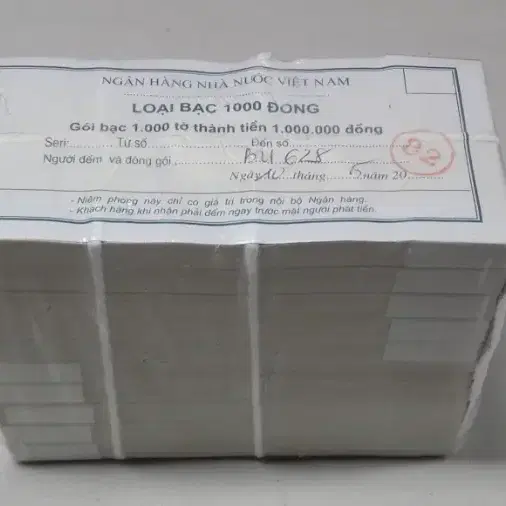 NGÂN HÀNG NHÀ NƯỚC VIỆT NAM
LOẠI BẠC 1000 ĐỒNG
Gói bạc 1.000 tờ thành tiền 1.000.000 đồng
Seri:............... Từ số............... Đến số...............
Người đếm và đóng gói ............... BU 628
Ngày 10 tháng 5 năm 20
- Niêm phong này chỉ có giá trị trong nội bộ Ngân hàng.
- Khách hàng khi nhận phải đếm ngay trước mặt người phát tiền.